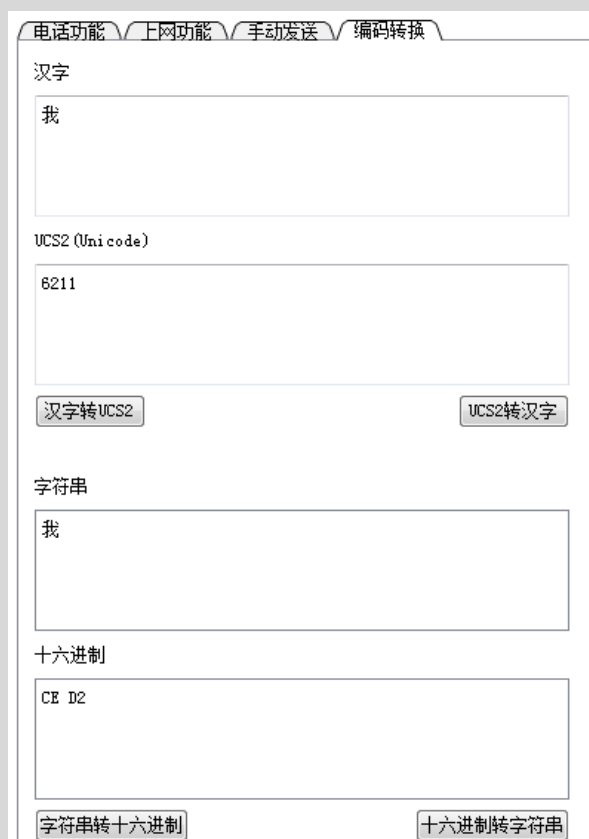 电话功能 上网功能 手动发送 编码转换
汉字
我
UCS2(Unicode)
6211
汉字转UCS2 UCS2转汉字
字符串
我
十六进制
CE D2
字符串转十六进制 十六进制转字符串